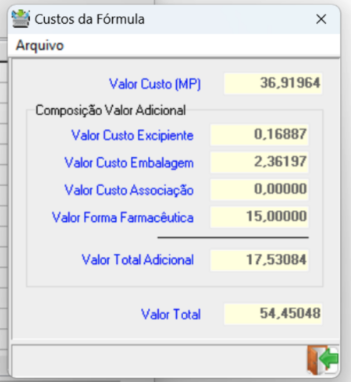 Custos da Fórmula
Arquivo
Valor Custo (MP) 36,91964
Composição Valor Adicional
Valor Custo Excipiente 0,16887
Valor Custo Embalagem 2,36197
Valor Custo Associação 0,00000
Valor Forma Farmacêutica 15,00000
Valor Total Adicional 17,53084
Valor Total 54,45048